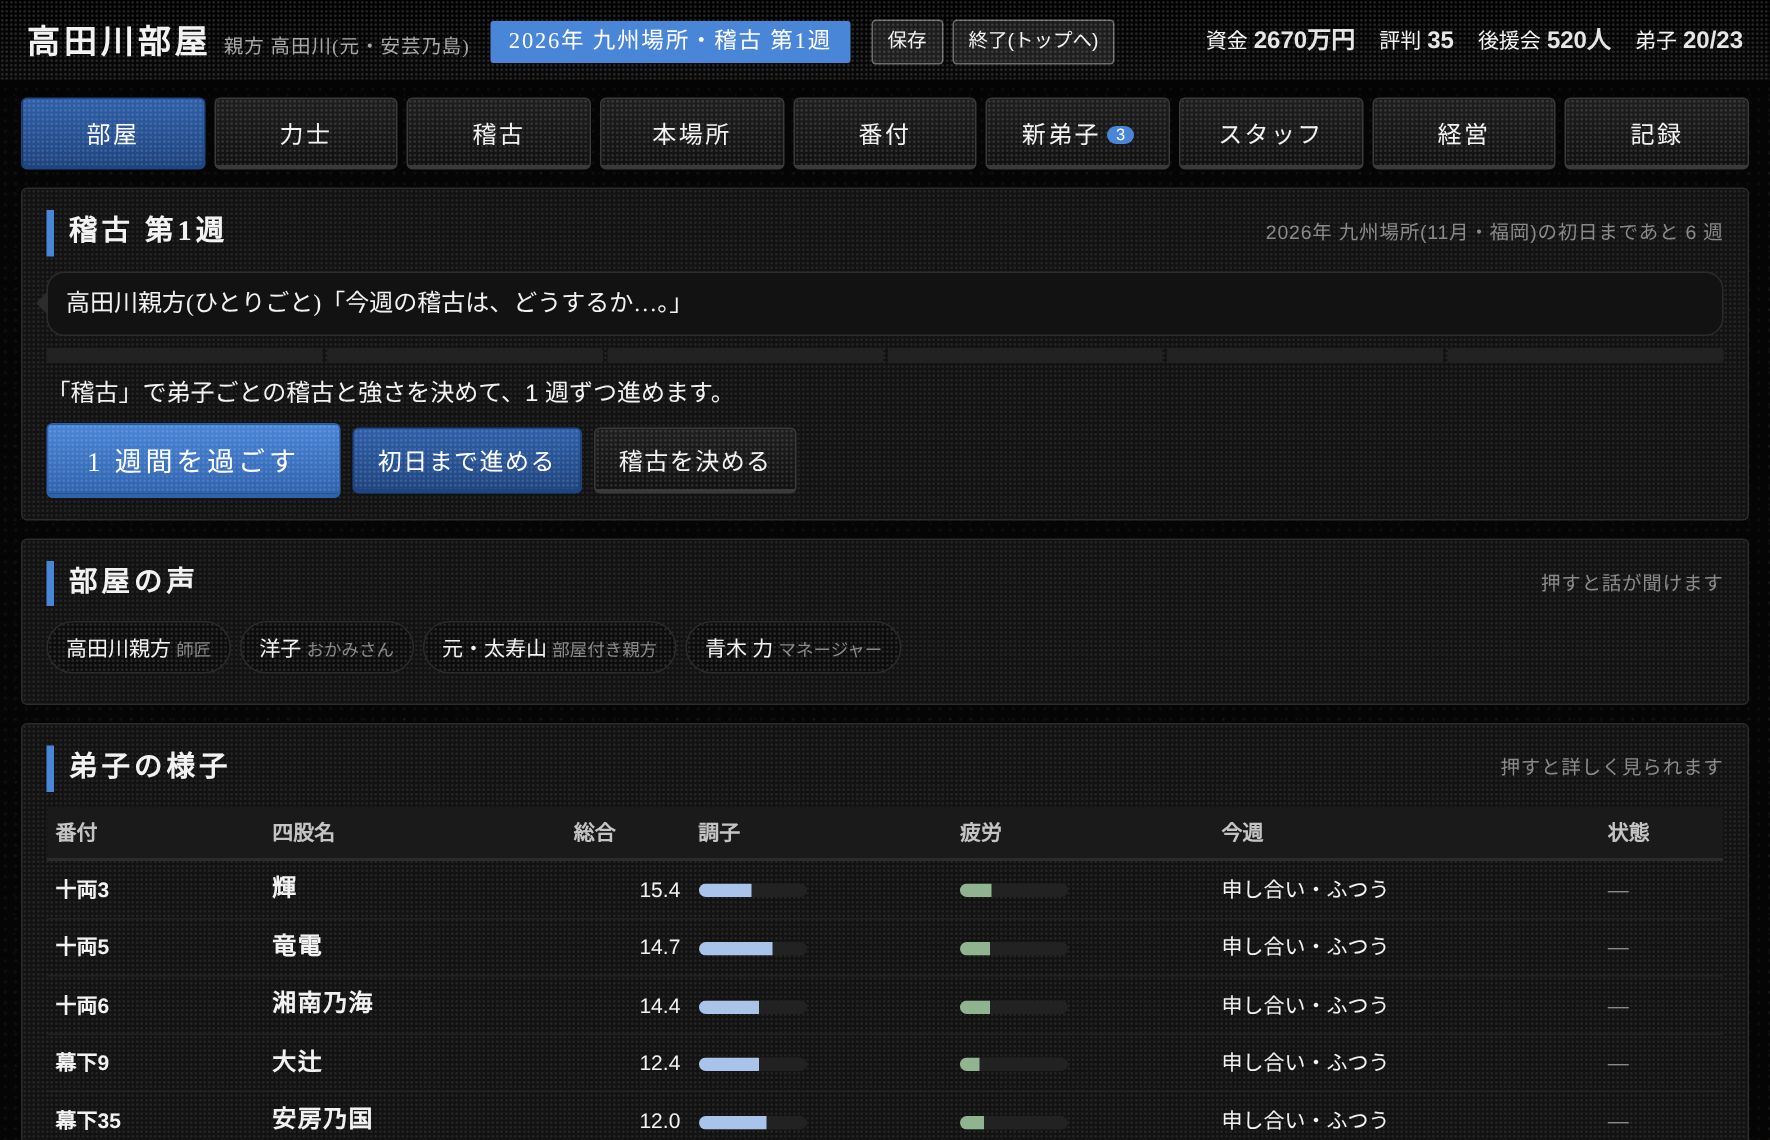 高田川部屋 親方 高田川(元・安芸乃島) 2026年 九州場所・稽古 第1週 保存 終了(トップへ) 資金 2670万円 評判 35 後援会 520人 弟子 20/23
部屋 力士 稽古 本場所 番付 新弟子 3 スタッフ 経営 記録
稽古 第1週 2026年 九州場所(11月・福岡)の初日まであと 6 週
高田川親方(ひとりごと)「今週の稽古は、どうするか…。」
「稽古」で弟子ごとの稽古と強さを決めて、1 週ずつ進めます。
1 週間を過ごす 初日まで進める 稽古を決める
部屋の声 押すと話が聞けます
高田川親方 師匠 洋子 おかみさん 元・太寿山 部屋付き親方 青木 力 マネージャー
弟子の様子 押すと詳しく見られます
番付 四股名 総合 調子 疲労 今週 状態
十両3 輝 15.4 申し合い・ふつう —
十両5 竜電 14.7 申し合い・ふつう —
十両6 湘南乃海 14.4 申し合い・ふつう —
幕下9 大辻 12.4 申し合い・ふつう —
幕下35 安房乃国 12.0 申し合い・ふつう —